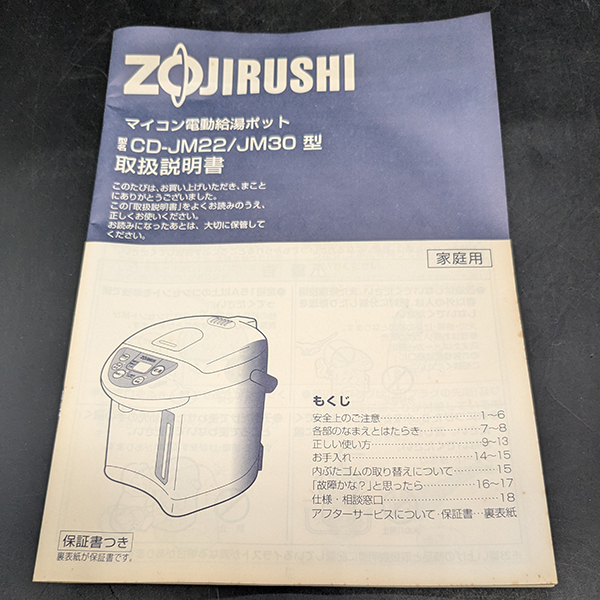 ZOJIRUSHI
マイコン電動給湯ポット
型名 CD-JM22/JM30 型
取扱説明書
このたびは、お買い上げいただき、まこと
にありがとうございました。
この「取扱説明書」をよくお読みのうえ、
正しくお使いください。
お読みになったあとは、大切に保管して
ください。
家庭用
ZOJIRUSHI
もくじ
安全上のご注意……………………1〜6
各部のなまえとはたらき…………7〜8
正しい使い方……………………9〜13
お手入れ…………………………14〜15
内ぶたゴムの取り替えについて……15
「故障かな?」と思ったら………16〜17
仕様・相談窓口……………………18
アフターサービスについて・保証書…裏表紙
保証書つき
裏表紙が保証書です。